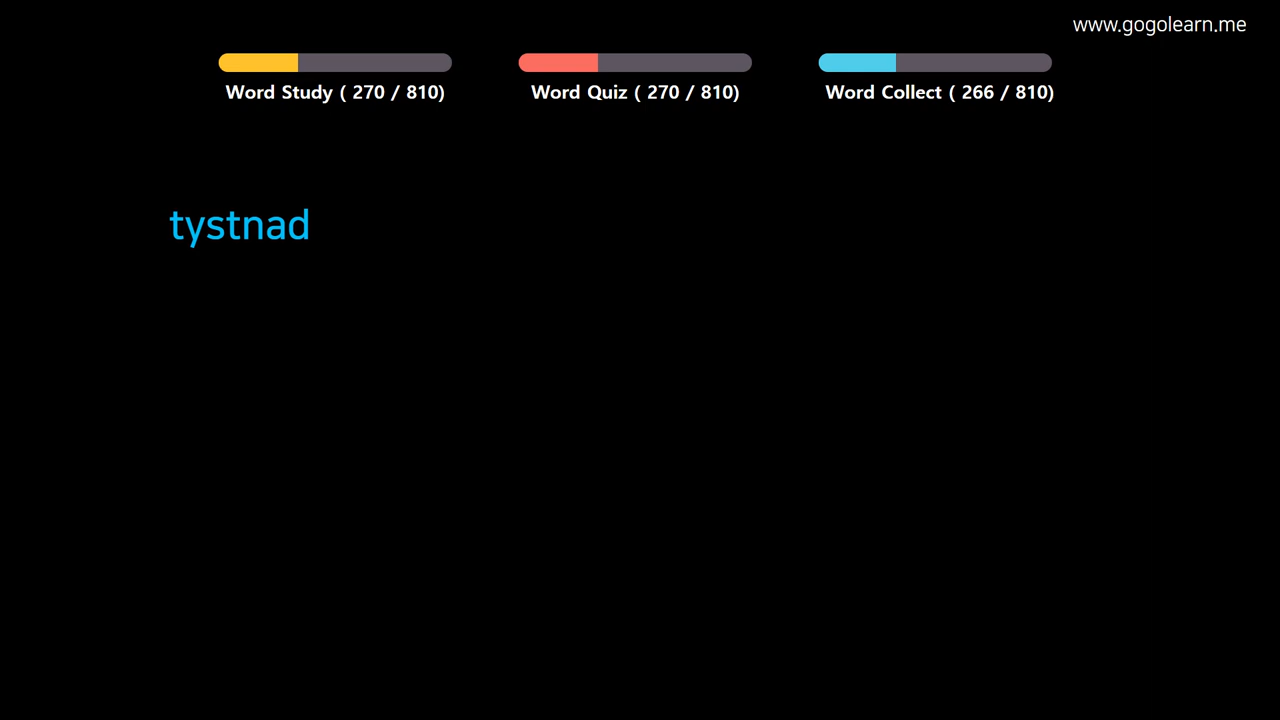 www.gogolearn.me
Word Study ( 270 / 810)
Word Quiz ( 270 / 810)
Word Collect ( 266 / 810)
tystnad